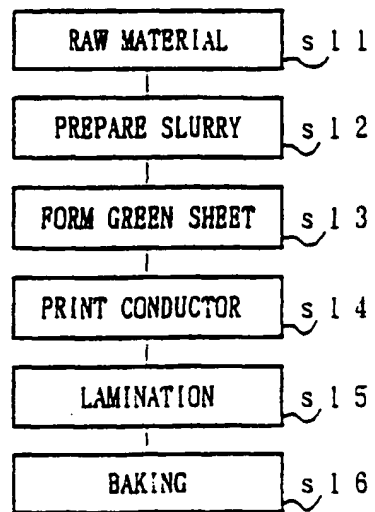 RAW MATERIAL s11
PREPARE SLURRY s12
FORM GREEN SHEET s13
PRINT CONDUCTOR s14
LAMINATION s15
BAKING s16